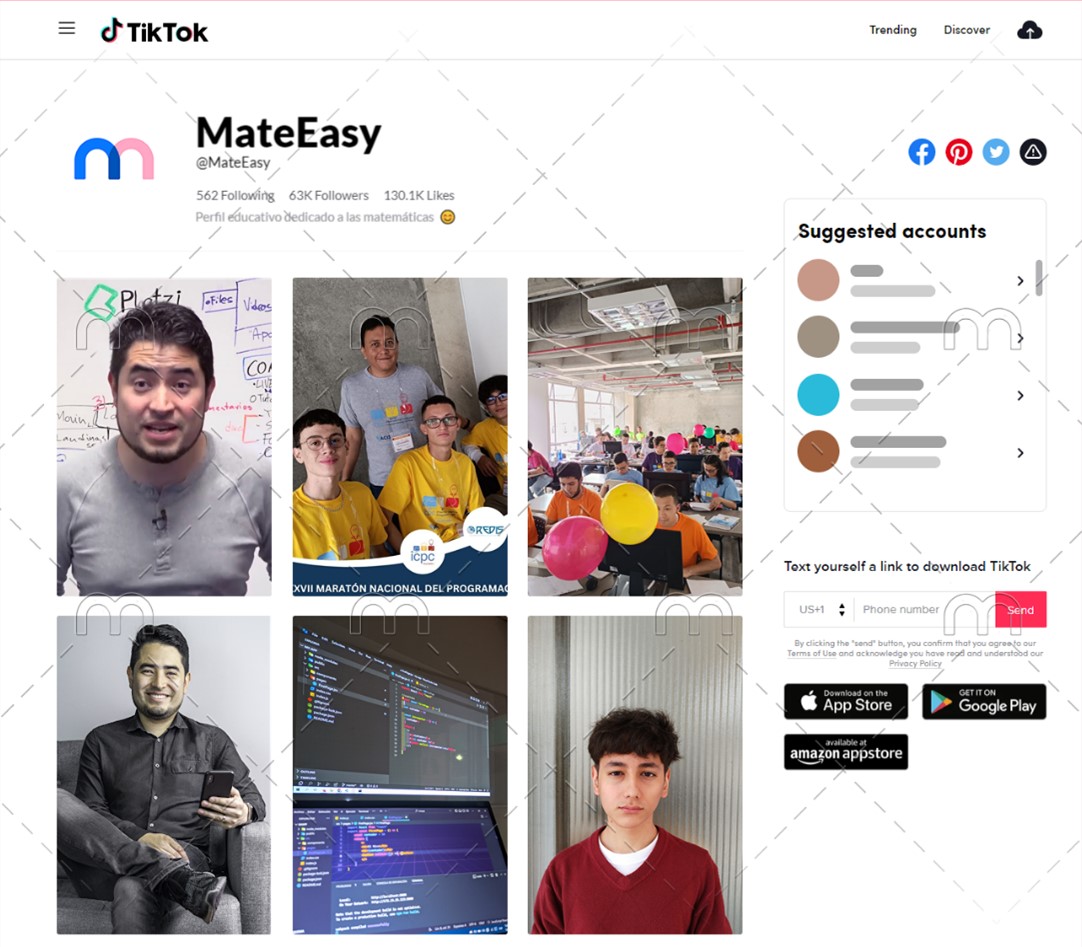 TikTok
Trending
Discover
MateEasy
@MateEasy
562 Following 63K Followers 130.1K Likes
Perfil educativo dedicado a las matemáticas
Platzi
Files
icpc
REDIS
XXVII MARATÓN NACIONAL DEL PROGRAMAC
Suggested accounts
Text yourself a link to download TikTok
US+1
Phone number
Send
By clicking the "send" button, you confirm that you agree to our
Terms of Use and acknowledge you have read and understood our
Privacy Policy
Download on the
App Store
GET IT ON
Google Play
available at
amazon appstore